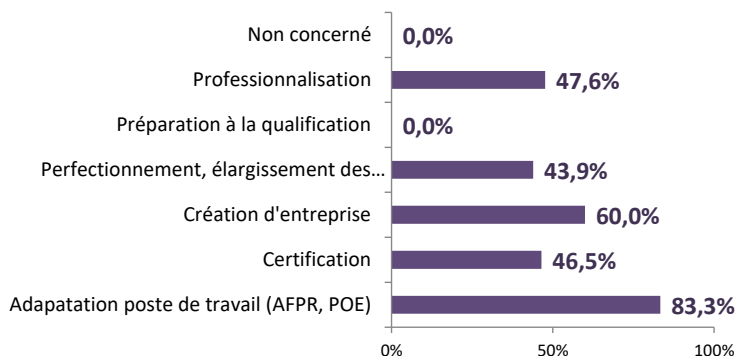 Non concerné 0,0%
Professionnalisation 47,6%
Préparation à la qualification 0,0%
Perfectionnement, élargissement des… 43,9%
Création d'entreprise 60,0%
Certification 46,5%
Adapatation poste de travail (AFPR, POE) 83,3%
0% 50% 100%